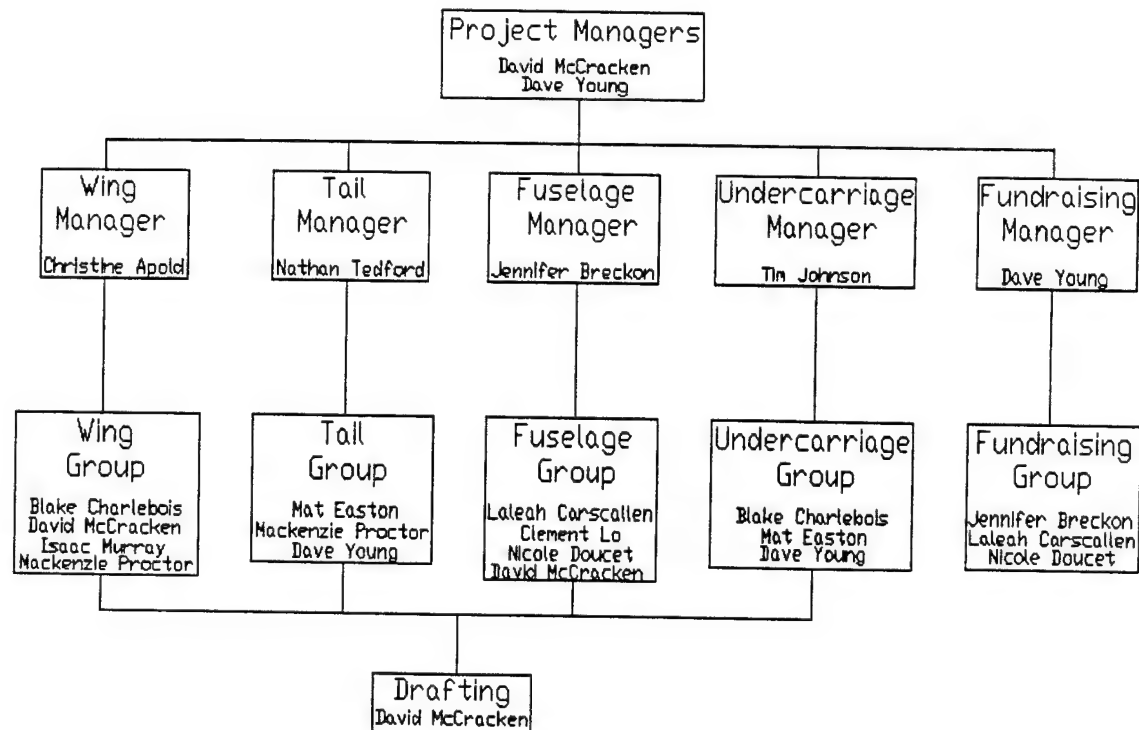 Project Managers
David McCracken
Dave Young
Wing
Manager
Christine Apold
Tail
Manager
Nathan Tedford
Fuselage
Manager
Jennifer Breckon
Undercarriage
Manager
Tim Johnson
Fundraising
Manager
Dave Young
Wing
Group
Blake Charlebois
David McCracken
Isaac Murray
Mackenzie Proctor
Tail
Group
Mat Easton
Mackenzie Proctor
Dave Young
Fuselage
Group
Laleah Carscallen
Clement Lo
Nicole Doucet
David McCracken
Undercarriage
Group
Blake Charlebois
Mat Easton
Dave Young
Fundraising
Group
Jennifer Breckon
Laleah Carscallen
Nicole Doucet
Drafting
David McCracken